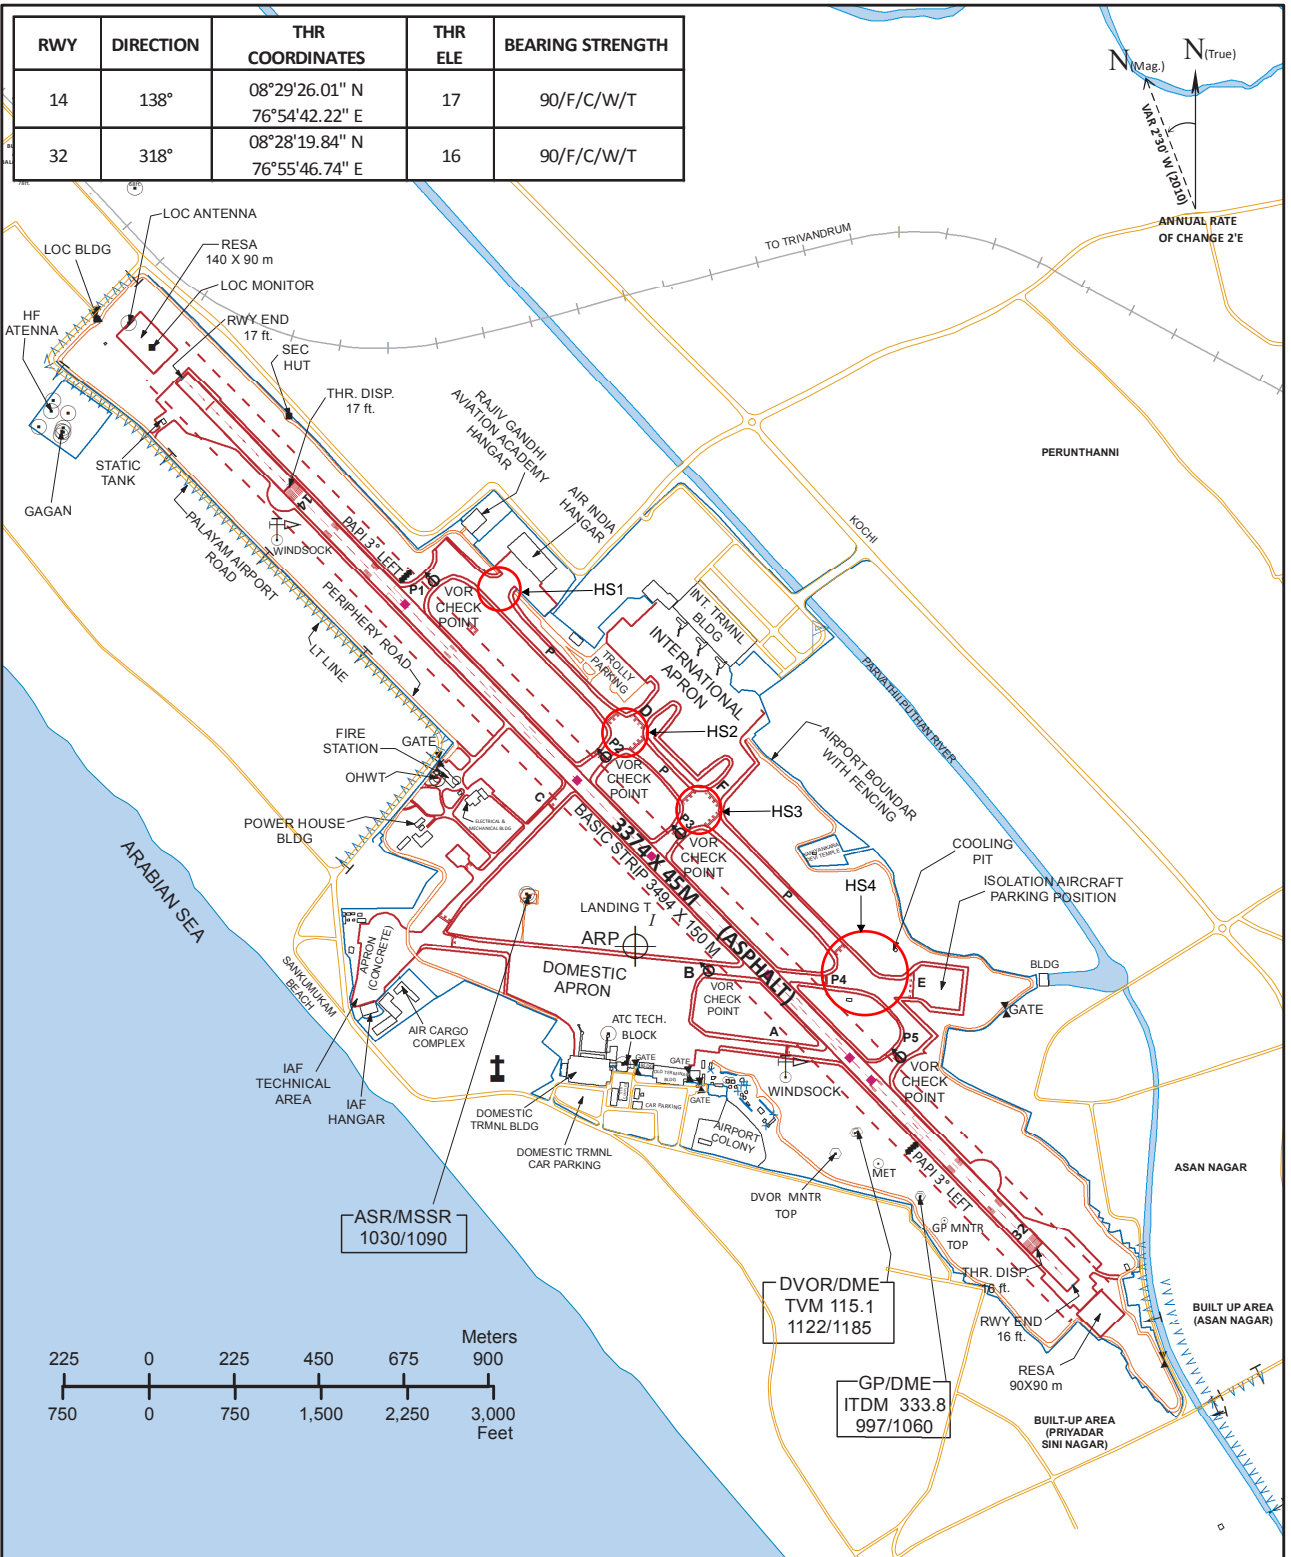 RWY DIRECTION THR COORDINATES THR ELE BEARING STRENGTH
14 138° 08°29'26.01" N 76°54'42.22" E 17 90/F/C/W/T
32 318° 08°28'19.84" N 76°55'46.74" E 16 90/F/C/W/T
N(Mag.)
N(True)
VAR 2°30' W (2010)
ANNUAL RATE
OF CHANGE 2'E
TO TRIVANDRUM
LOC ANTENNA
LOC BLDG
RESA
140 X 90 m
LOC MONITOR
HF
ATENNA
RWY END
17 ft.
SEC
HUT
THR. DISP.
17 ft.
RAJIV GANDHI
AVIATION ACADEMY
HANGAR
AIR INDIA
HANGAR
PERUNTHANNI
STATIC
TANK
GAGAN
14
WINDSOCK
PALAYAM AIRPORT
ROAD
PAPI 3° LEFT
KOCHI
P1
VOR
CHECK
POINT
HS1
INT. TRMNL
BLDG
INTERNATIONAL
APRON
PERIPHERY ROAD
LT LINE
P
TROLLY
PARKING
PARVATHI PUTHAN RIVER
D
HS2
P2
VOR
CHECK
POINT
P
F
AIRPORT BOUNDAR
WITH FENCING
FIRE
STATION
GATE
OHWT
C
ELECTRICAL &
MECHANICAL BLDG
POWER HOUSE
BLDG
HS3
P3
VOR
CHECK
POINT
3374 X 45M (ASPHALT)
BASIC STRIP 3494 X 150 M
COOLING
PIT
HS4
ISOLATION AIRCRAFT
PARKING POSITION
P
ARABIAN SEA
LANDING T
ARP
APRON
(CONCRETE)
SANKUMUKAM
BEACH
DOMESTIC
APRON
B
VOR
CHECK
POINT
P4
E
BLDG
GATE
AIR CARGO
COMPLEX
ATC TECH.
BLOCK
A
P5
VOR
CHECK
POINT
GATE
GATE
OLD TERMINAL
BLDG
GATE
CAR PARKING
WINDSOCK
IAF
TECHNICAL
AREA
IAF
HANGAR
DOMESTIC
TRMNL BLDG
DOMESTIC TRMNL
CAR PARKING
AIRPORT
COLONY
MET
DVOR MNTR
TOP
PAPI 3° LEFT
ASAN NAGAR
ASR/MSSR
1030/1090
GP MNTR
TOP
32
THR. DISP.
16 ft.
DVOR/DME
TVM 115.1
1122/1185
RWY END
16 ft.
BUILT UP AREA
(ASAN NAGAR)
RESA
90X90 m
GP/DME
ITDM 333.8
997/1060
BUILT-UP AREA
(PRIYADAR
SINI NAGAR)
Meters
225 0 225 450 675 900
750 0 750 1,500 2,250 3,000
Feet